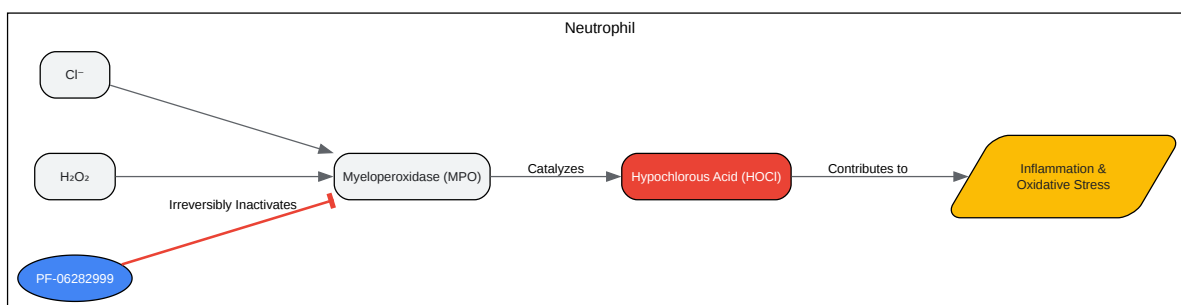 Neutrophil
Cl⁻
H₂O₂
Myeloperoxidase (MPO)
Catalyzes
Hypochlorous Acid (HOCl)
Contributes to
Inflammation &
Oxidative Stress
Irreversibly Inactivates
PF-06282999